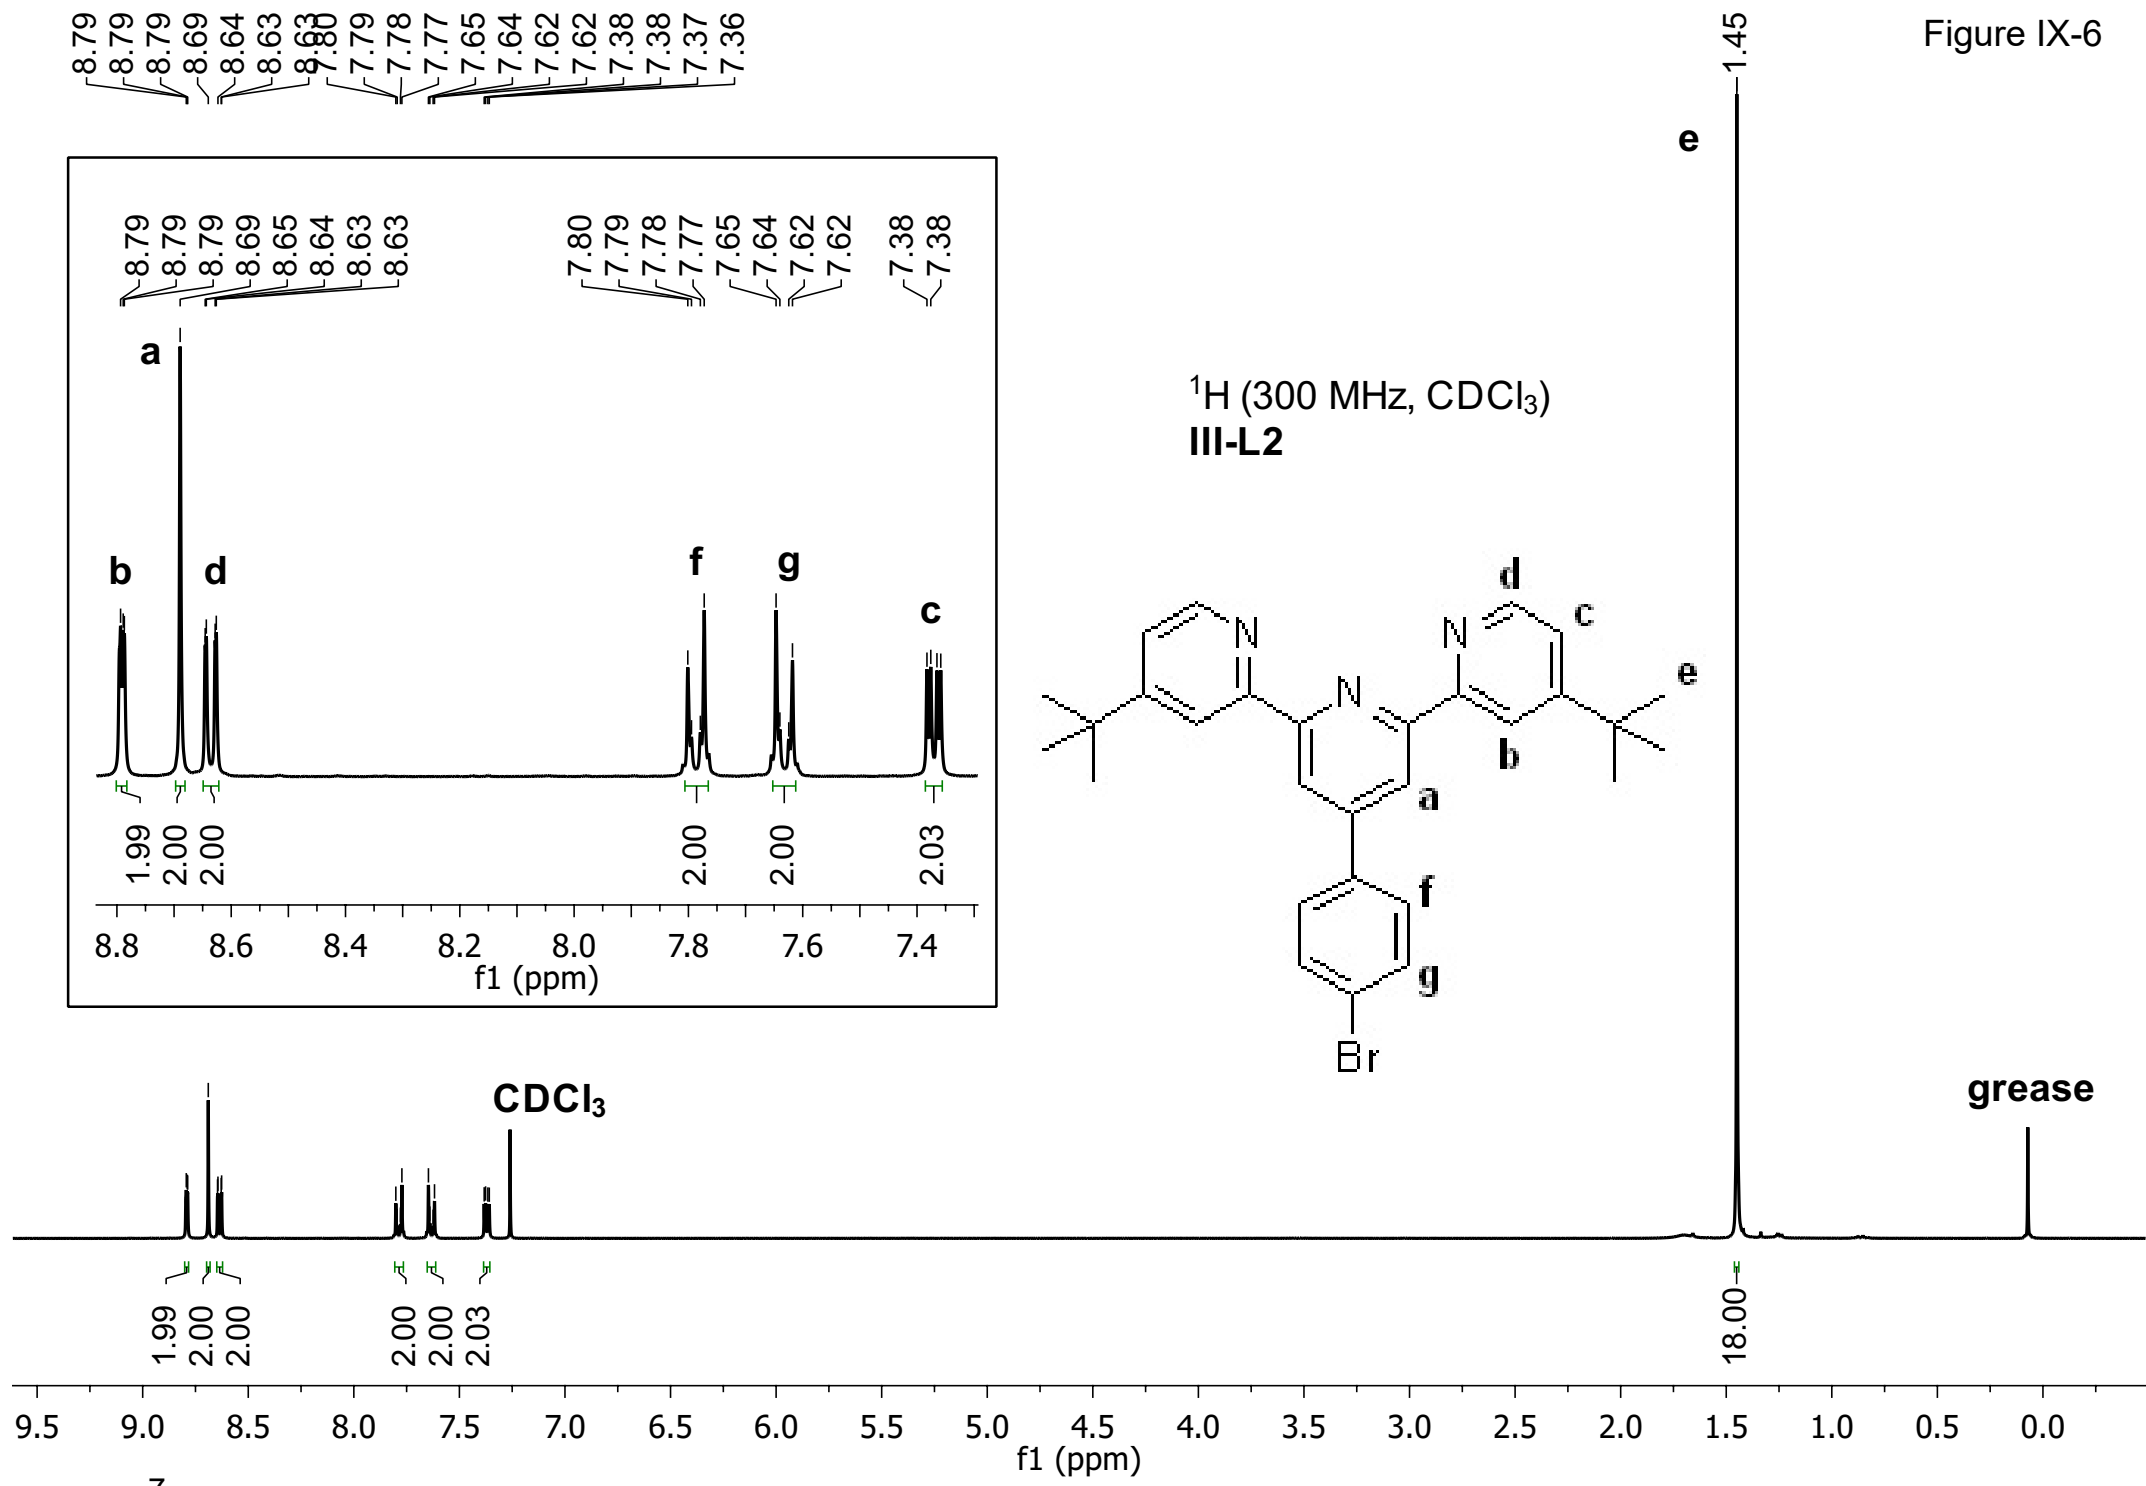 8.79 8.79 8.79 8.69 8.64 8.63 8.63 7.80 7.79 7.78 7.77 7.65 7.64 7.62 7.62 7.38 7.38 7.37 7.36
1.45
Figure IX-6
e
8.79 8.79 8.79 8.69 8.65 8.64 8.63 8.63 7.80 7.79 7.78 7.77 7.65 7.64 7.62 7.62 7.38 7.38
a
b d f g c
1.99 2.00 2.00 2.00 2.00 2.03
8.8 8.6 8.4 8.2 8.0 7.8 7.6 7.4
f1 (ppm)
¹H (300 MHz, CDCl₃)
III-L2
d
N N c
N e
b
a
f
g
Br
CDCl₃
grease
1.99 2.00 2.00 2.00 2.00 2.03 18.00
9.5 9.0 8.5 8.0 7.5 7.0 6.5 6.0 5.5 5.0 4.5 4.0 3.5 3.0 2.5 2.0 1.5 1.0 0.5 0.0
f1 (ppm)